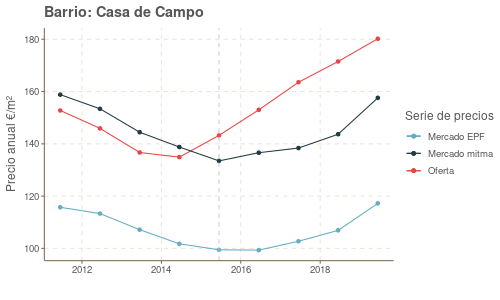 Barrio: Casa de Campo
Precio anual €/m²
180
160
140
120
100
2012
2014
2016
2018
Serie de precios
Mercado EPF
Mercado mitma
Oferta